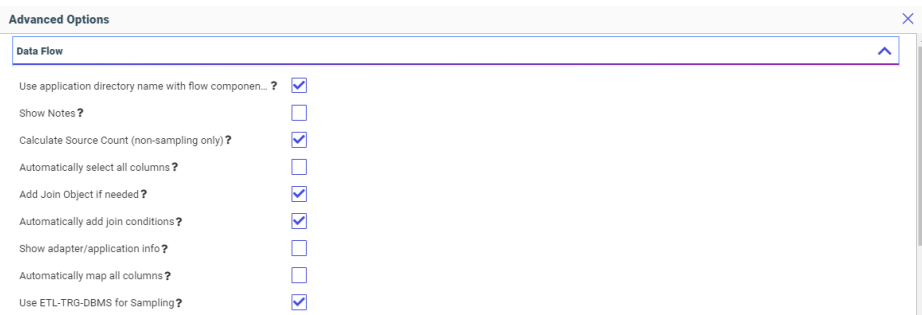 Advanced Options
Data Flow
Use application directory name with flow componen... ?
Show Notes ?
Calculate Source Count (non-sampling only) ?
Automatically select all columns ?
Add Join Object if needed ?
Automatically add join conditions ?
Show adapter/application info ?
Automatically map all columns ?
Use ETL-TRG-DBMS for Sampling ?